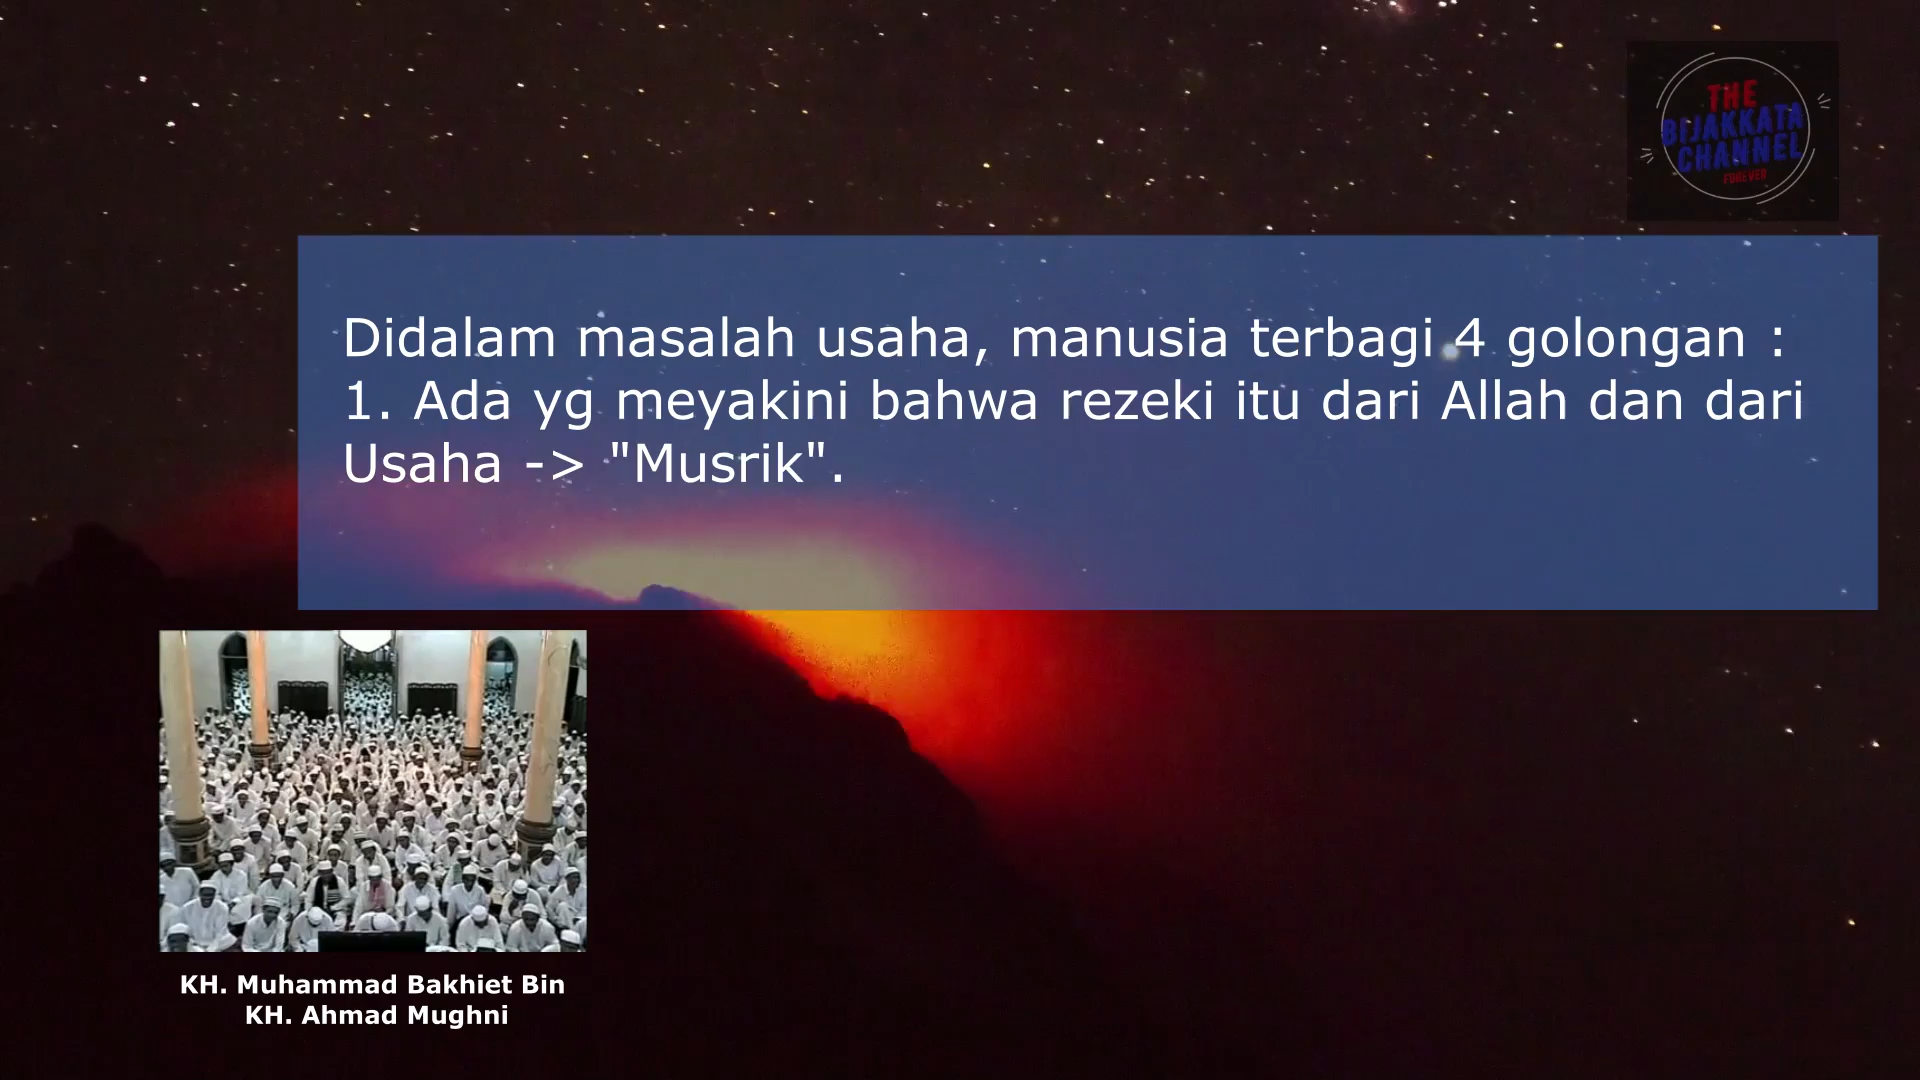 THE
BIJAKKATA
CHANNEL
FOREVER
Didalam masalah usaha, manusia terbagi 4 golongan :
1. Ada yg meyakini bahwa rezeki itu dari Allah dan dari
Usaha -> "Musrik".
KH. Muhammad Bakhiet Bin
KH. Ahmad Mughni